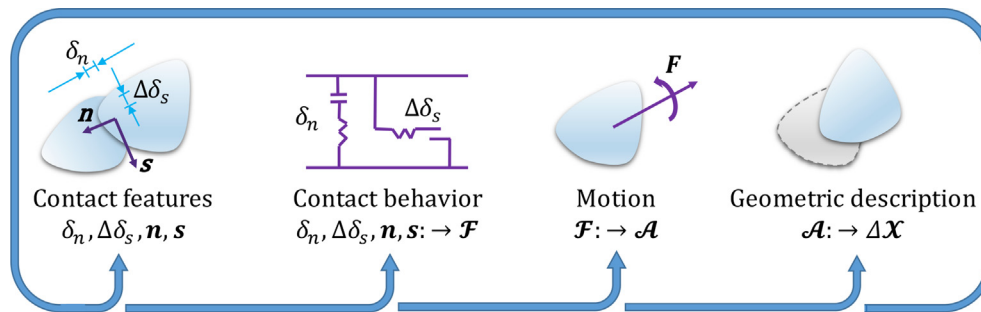 δₙ
Δδₛ
n
s
Contact features
δₙ, Δδₛ, n, s
δₙ
Δδₛ
Contact behavior
δₙ, Δδₛ, n, s: → ℱ
F
Motion
ℱ: → 𝒜
Geometric description
𝒜: → Δ𝒳